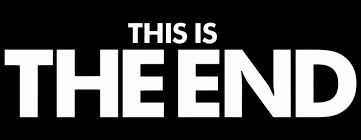 THIS IS
THE END